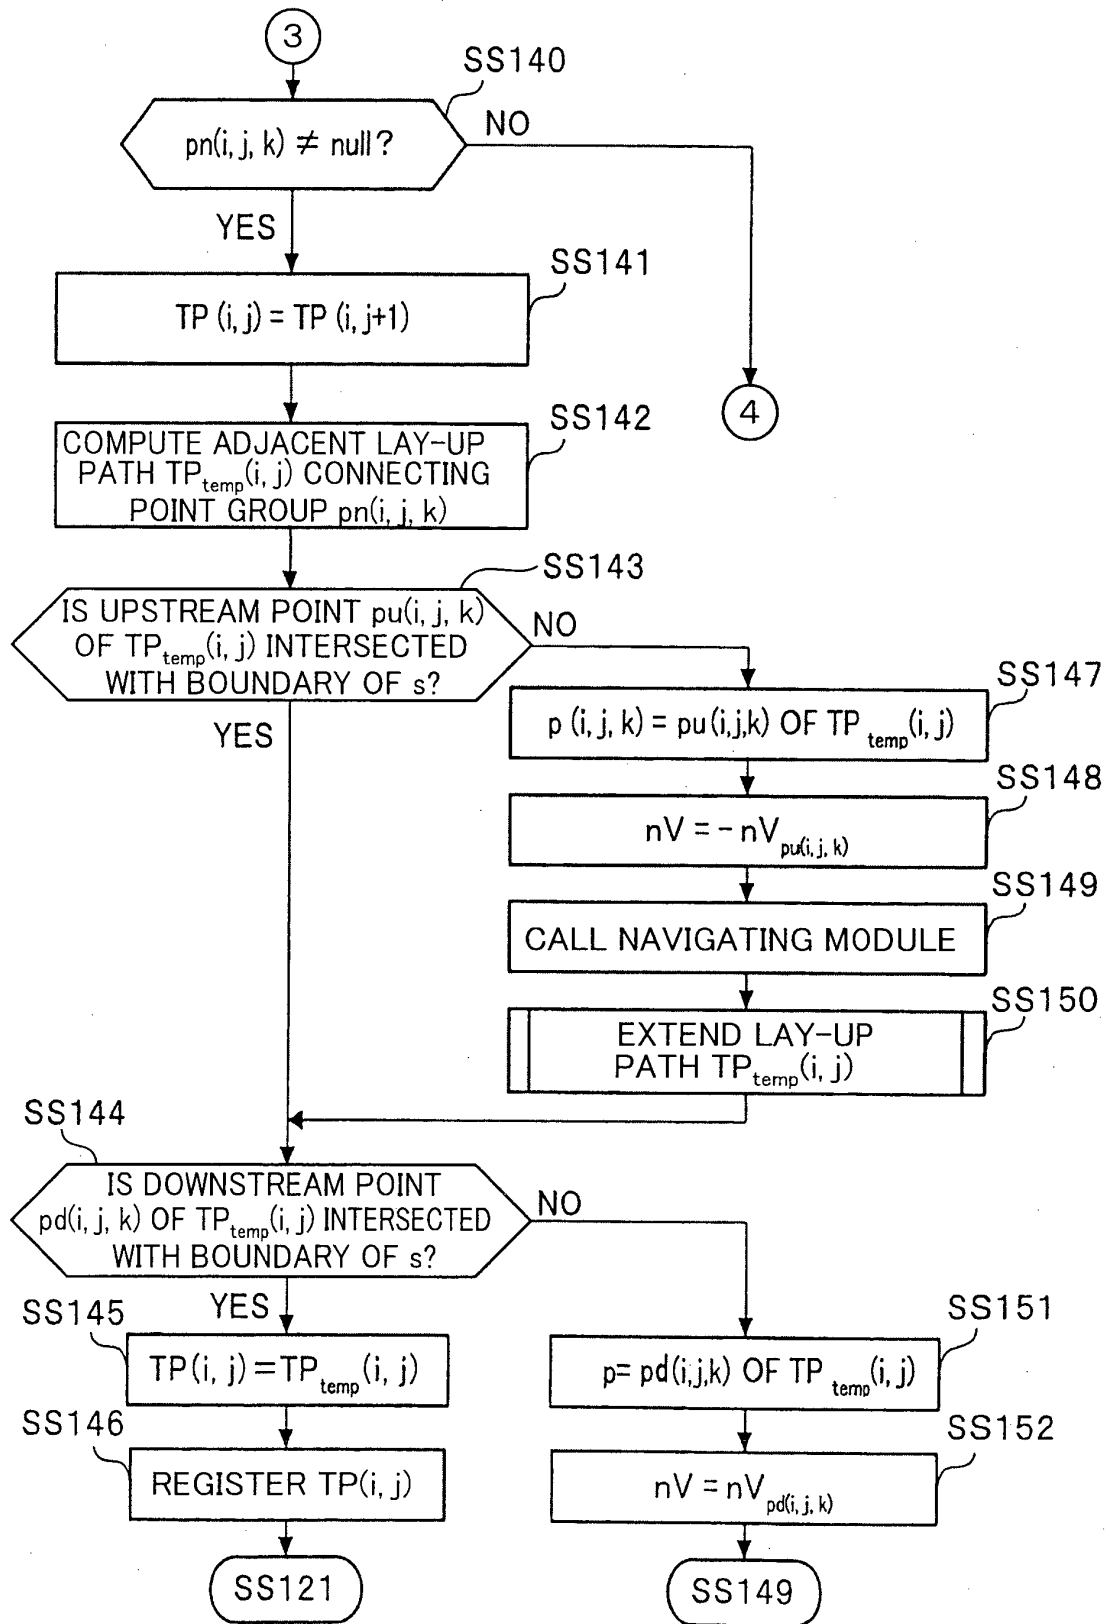 3
SS140
pn(i, j, k) ≠ null?
NO
YES
SS141
TP (i, j) = TP (i, j+1)
4
SS142
COMPUTE ADJACENT LAY-UP
PATH TPtemp(i, j) CONNECTING
POINT GROUP pn(i, j, k)
SS143
IS UPSTREAM POINT pu(i, j, k)
OF TPtemp(i, j) INTERSECTED
WITH BOUNDARY OF s?
NO
YES
SS147
p (i, j, k) = pu(i,j,k) OF TPtemp(i, j)
SS148
nV = - nVpu(i, j, k)
SS149
CALL NAVIGATING MODULE
SS150
EXTEND LAY-UP
PATH TPtemp(i, j)
SS144
IS DOWNSTREAM POINT
pd(i, j, k) OF TPtemp(i, j) INTERSECTED
WITH BOUNDARY OF s?
NO
YES
SS145
TP(i, j) = TPtemp(i, j)
SS151
p= pd(i,j,k) OF TPtemp(i, j)
SS146
REGISTER TP(i, j)
SS152
nV = nVpd(i, j, k)
SS121
SS149